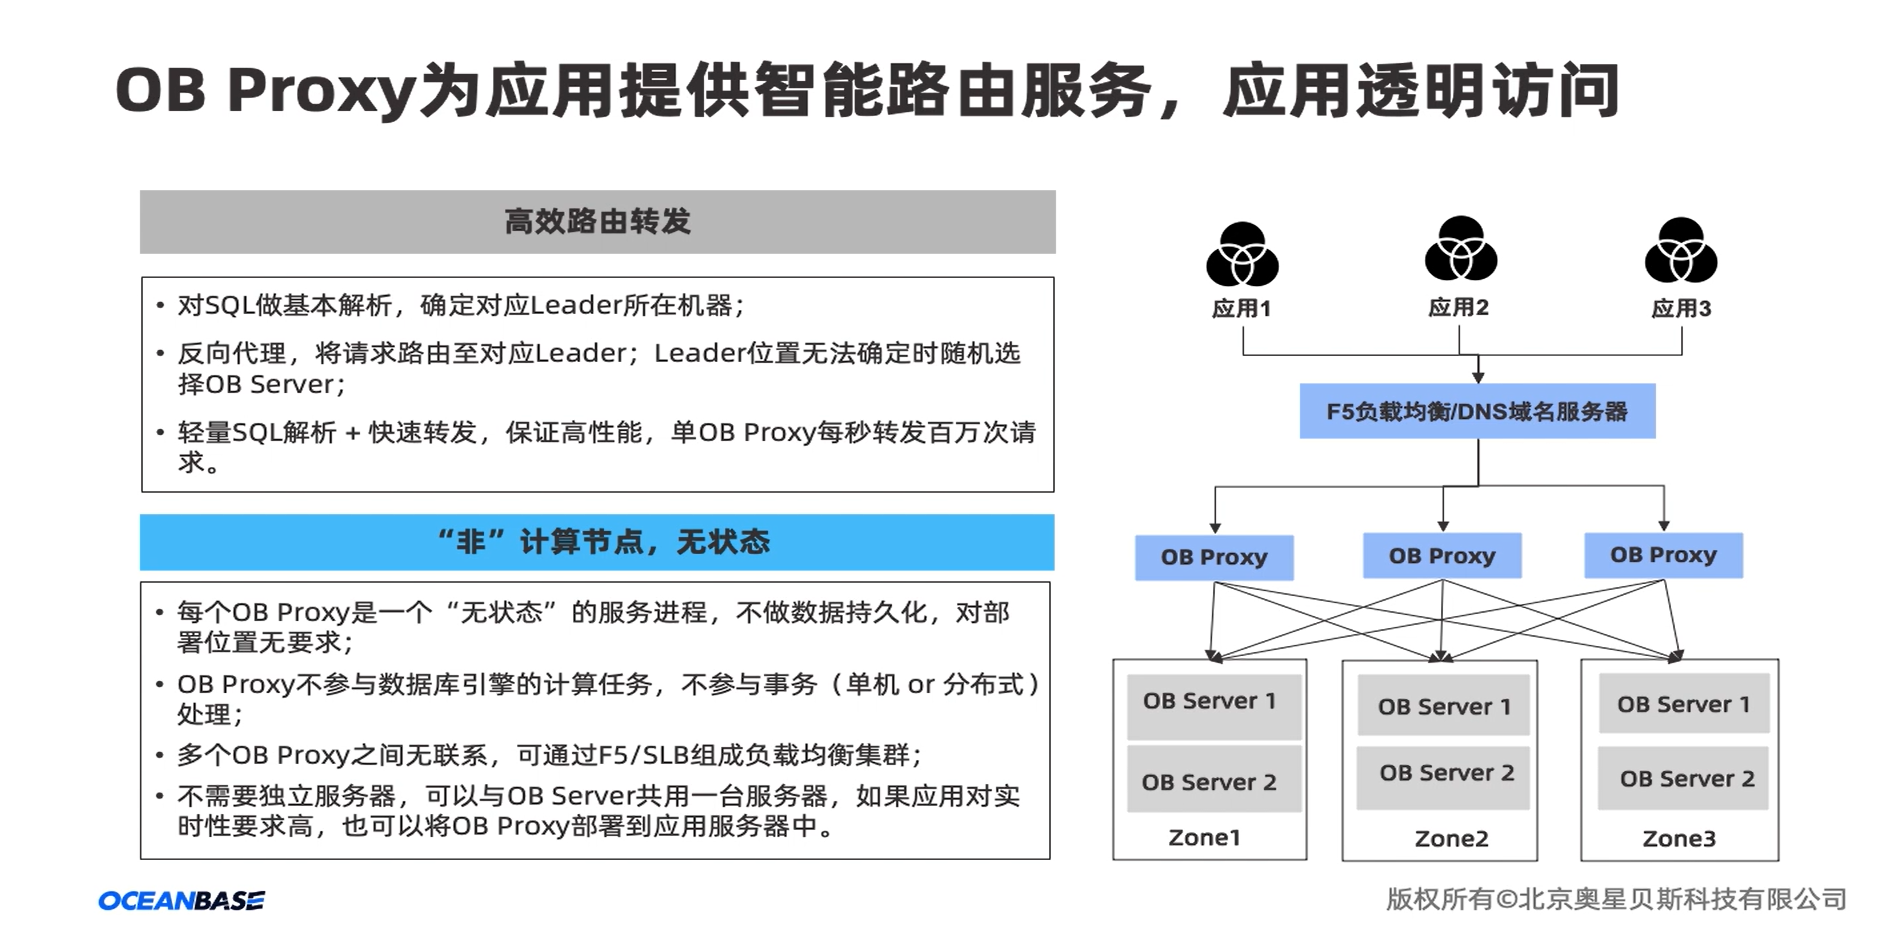 OB Proxy为应用提供智能路由服务，应用透明访问
高效路由转发
• 对SQL做基本解析，确定对应Leader所在机器；
• 反向代理，将请求路由至对应Leader；Leader位置无法确定时随机选
择OB Server；
• 轻量SQL解析 + 快速转发，保证高性能，单OB Proxy每秒转发百万次请
求。
“非”计算节点，无状态
• 每个OB Proxy是一个“无状态”的服务进程，不做数据持久化，对部
署位置无要求；
• OB Proxy不参与数据库引擎的计算任务，不参与事务（单机 or 分布式）
处理；
• 多个OB Proxy之间无联系，可通过F5/SLB组成负载均衡集群；
• 不需要独立服务器，可以与OB Server共用一台服务器，如果应用对实
时性要求高，也可以将OB Proxy部署到应用服务器中。
应用1
应用2
应用3
F5负载均衡/DNS域名服务器
OB Proxy
OB Proxy
OB Proxy
OB Server 1
OB Server 2
Zone1
OB Server 1
OB Server 2
Zone2
OB Server 1
OB Server 2
Zone3
OCEANBASE
版权所有©北京奥星贝斯科技有限公司